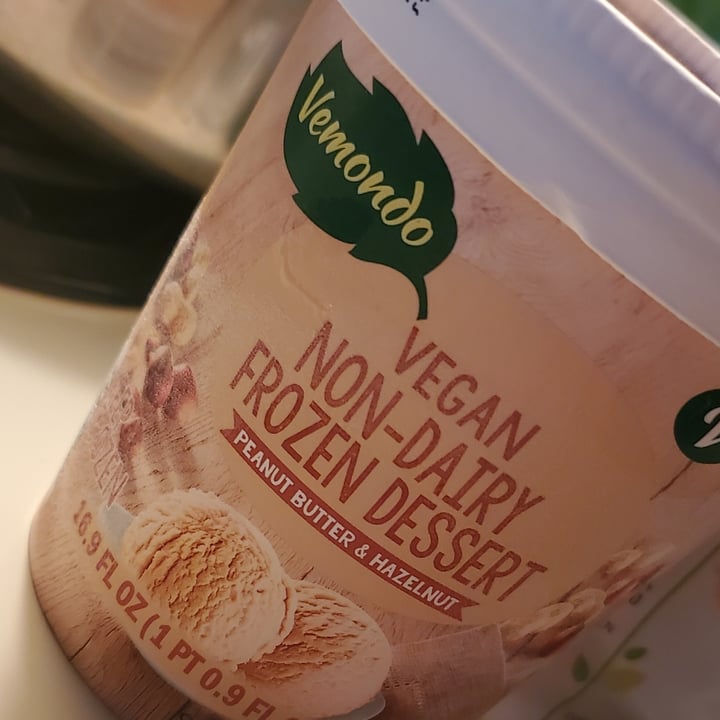 Vemondo
VEGAN
NON-DAIRY
FROZEN DESSERT
PEANUT BUTTER & HAZELNUT
16.9 FL OZ (1 PT 0.9 FL